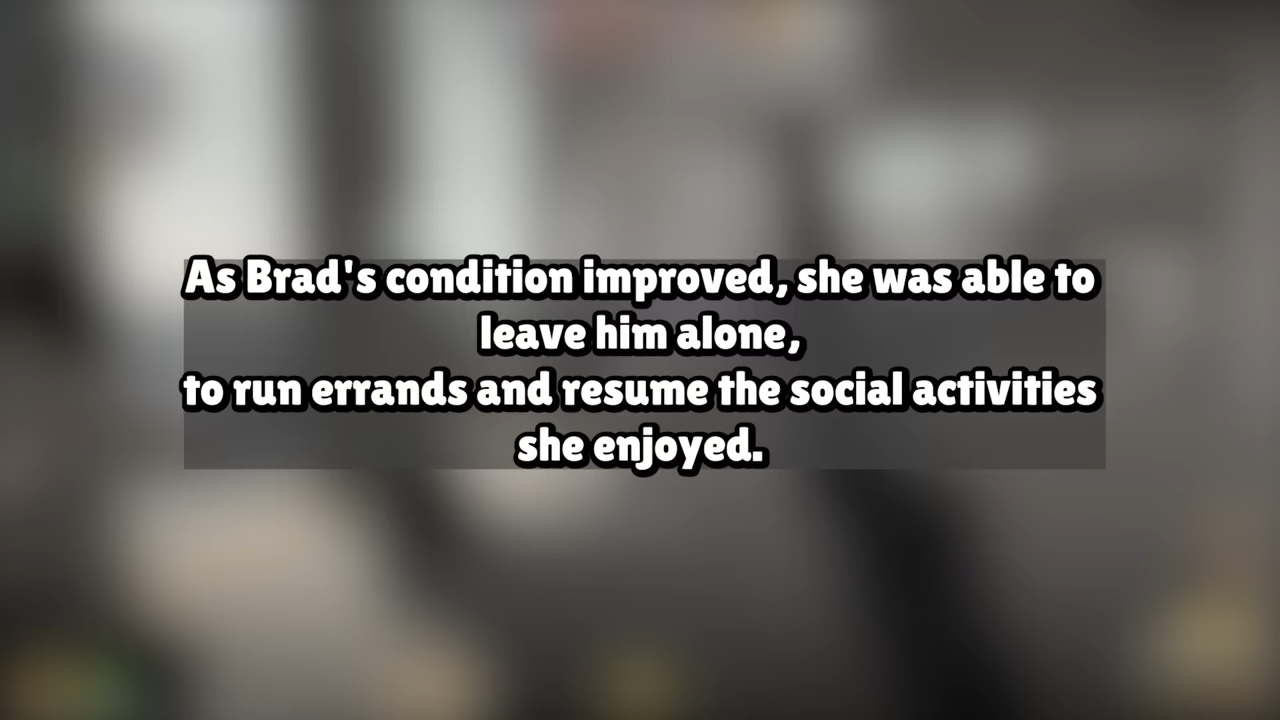 As Brad's condition improved, she was able to
leave him alone,
to run errands and resume the social activities
she enjoyed.